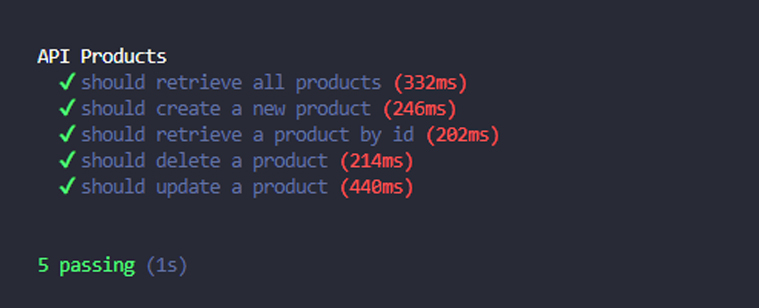 API Products
✓ should retrieve all products (332ms)
✓ should create a new product (246ms)
✓ should retrieve a product by id (202ms)
✓ should delete a product (214ms)
✓ should update a product (440ms)
5 passing (1s)